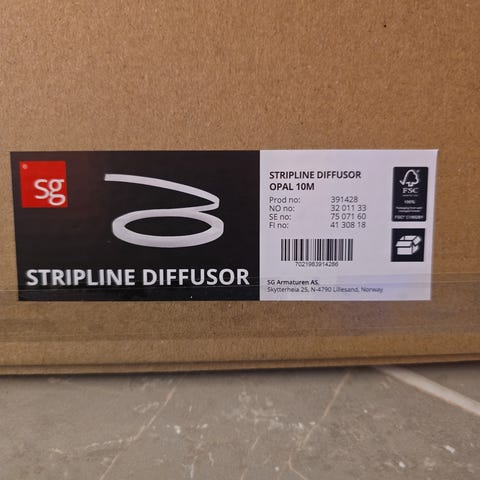 sg
STRIPLINE DIFFUSOR
STRIPLINE DIFFUSOR
OPAL 10M
Prod no: 391428
NO no: 32 011 33
SE no: 75 071 60
FI no: 41 308 18
7021983914286
SG Armaturen AS,
Skytterheia 25, N-4790 Lillesand, Norway
FSC
100%